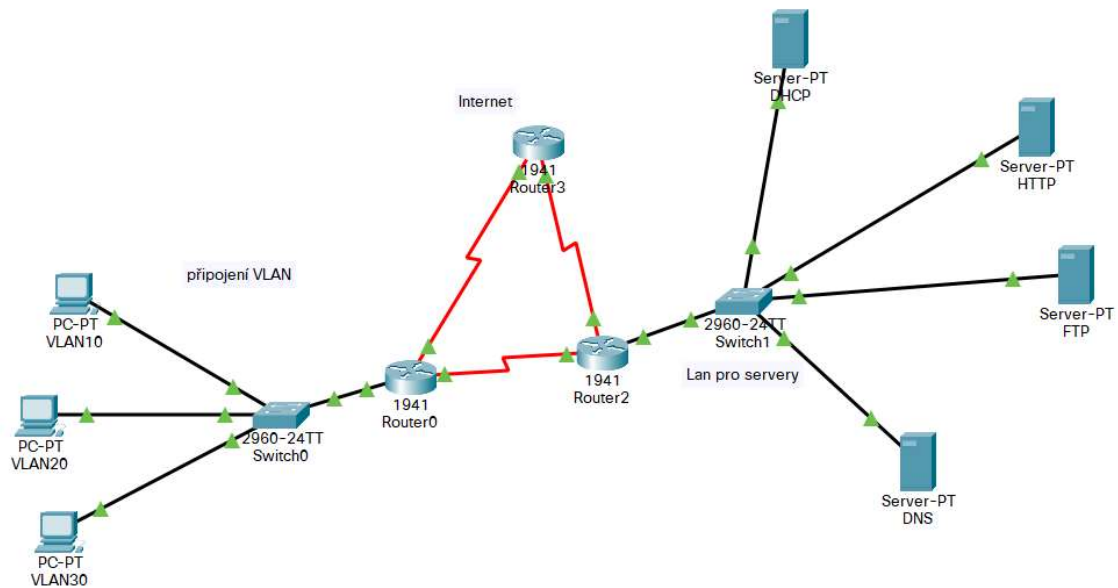 Server-PT
DHCP
Internet
1941
Router3
Server-PT
HTTP
připojení VLAN
PC-PT
VLAN10
Server-PT
FTP
2960-24TT
Switch1
1941
Router2
Lan pro servery
1941
Router0
PC-PT
VLAN20
2960-24TT
Switch0
Server-PT
DNS
PC-PT
VLAN30